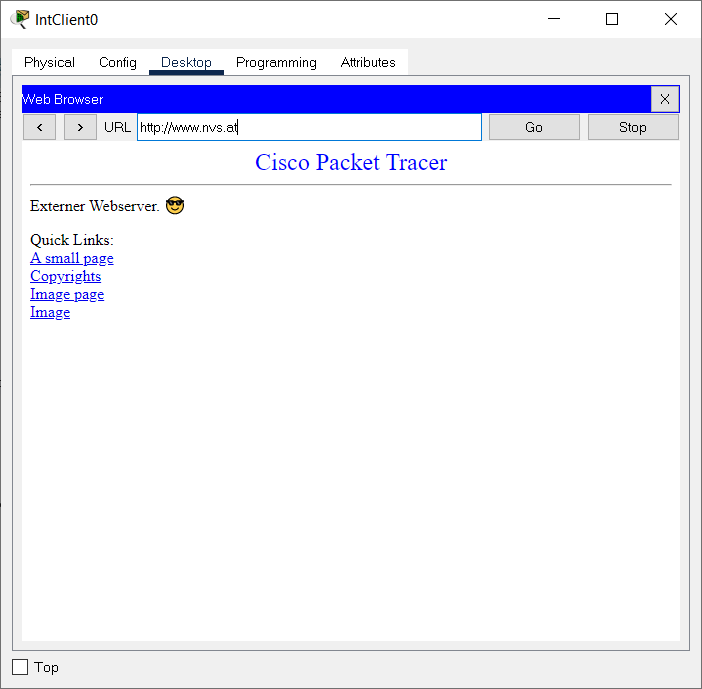 IntClient0
Physical Config Desktop Programming Attributes
Web Browser X
< > URL http://www.nvs.at Go Stop
Cisco Packet Tracer
Externer Webserver. 😎
Quick Links:
A small page
Copyrights
Image page
Image
Top